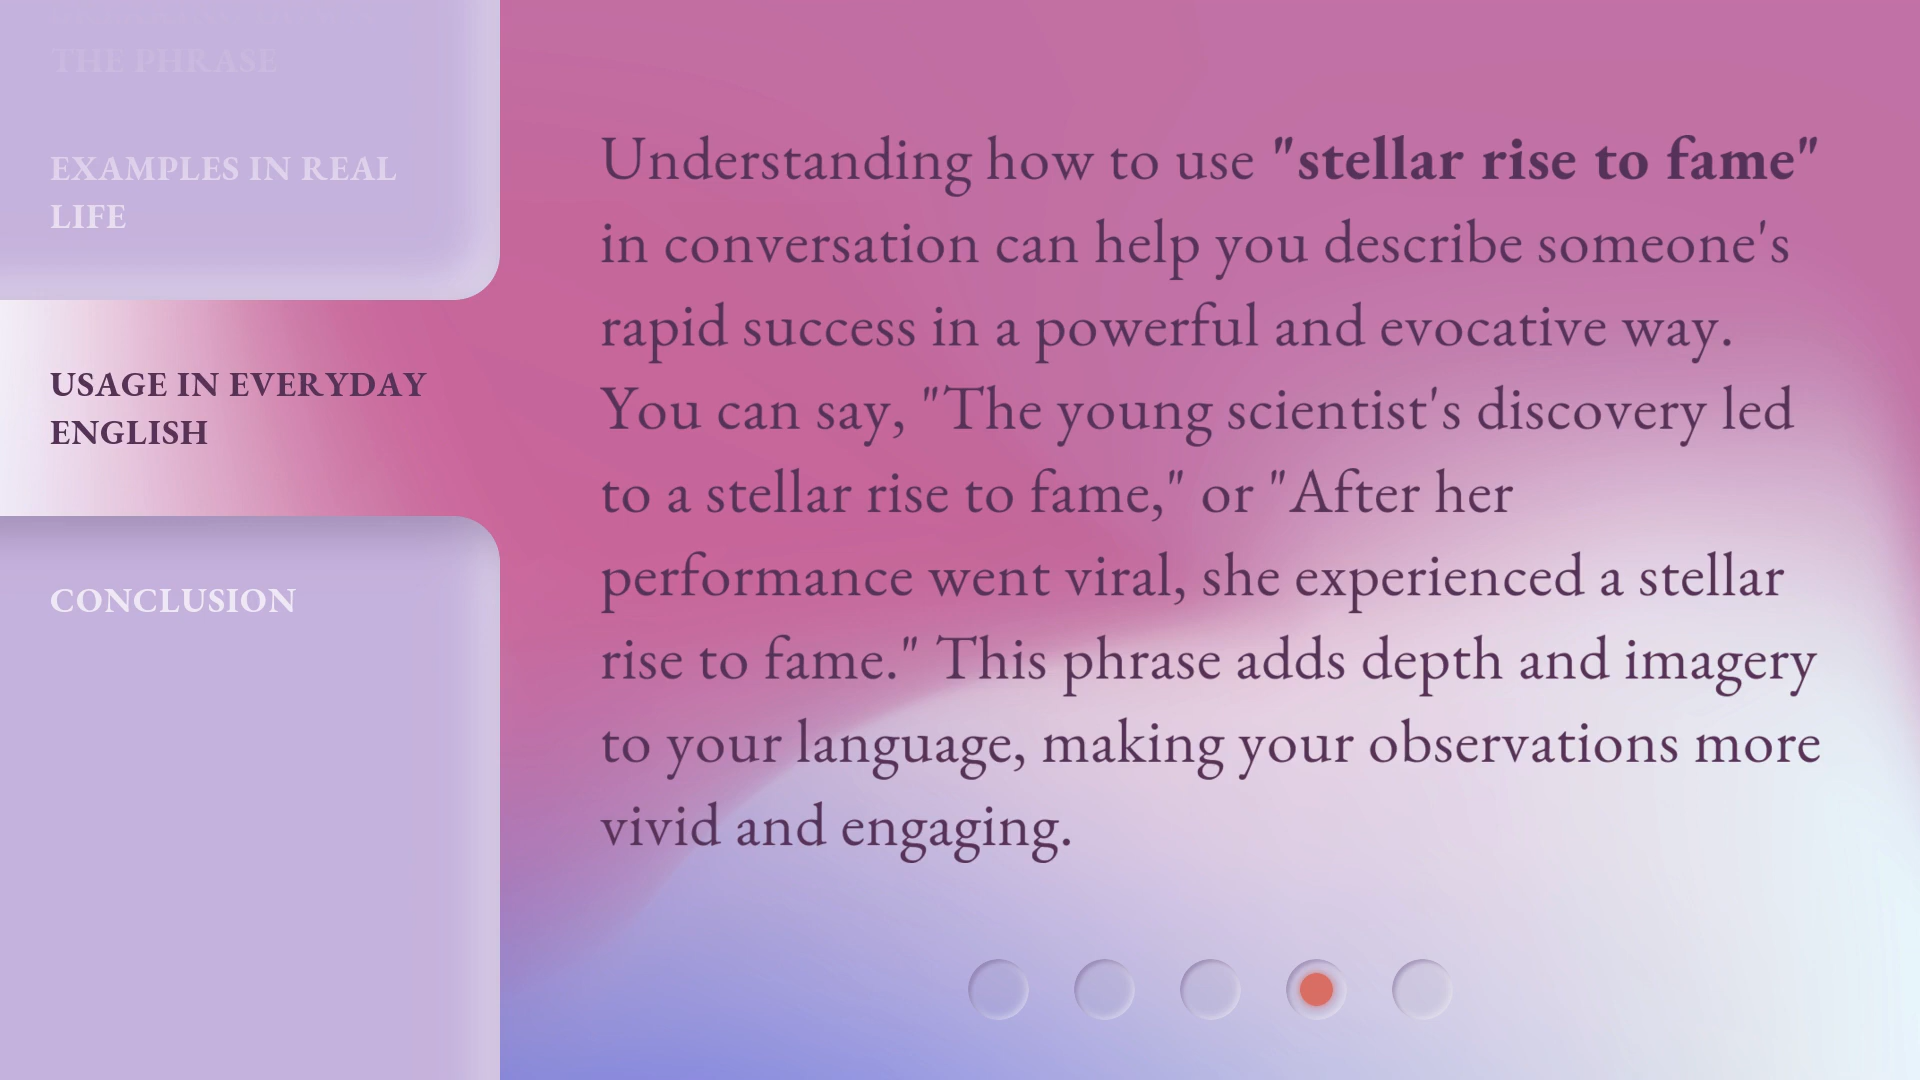 THE PHRASE
EXAMPLES IN REAL
LIFE
USAGE IN EVERYDAY
ENGLISH
CONCLUSION
Understanding how to use "stellar rise to fame"
in conversation can help you describe someone's
rapid success in a powerful and evocative way.
You can say, "The young scientist's discovery led
to a stellar rise to fame," or "After her
performance went viral, she experienced a stellar
rise to fame." This phrase adds depth and imagery
to your language, making your observations more
vivid and engaging.